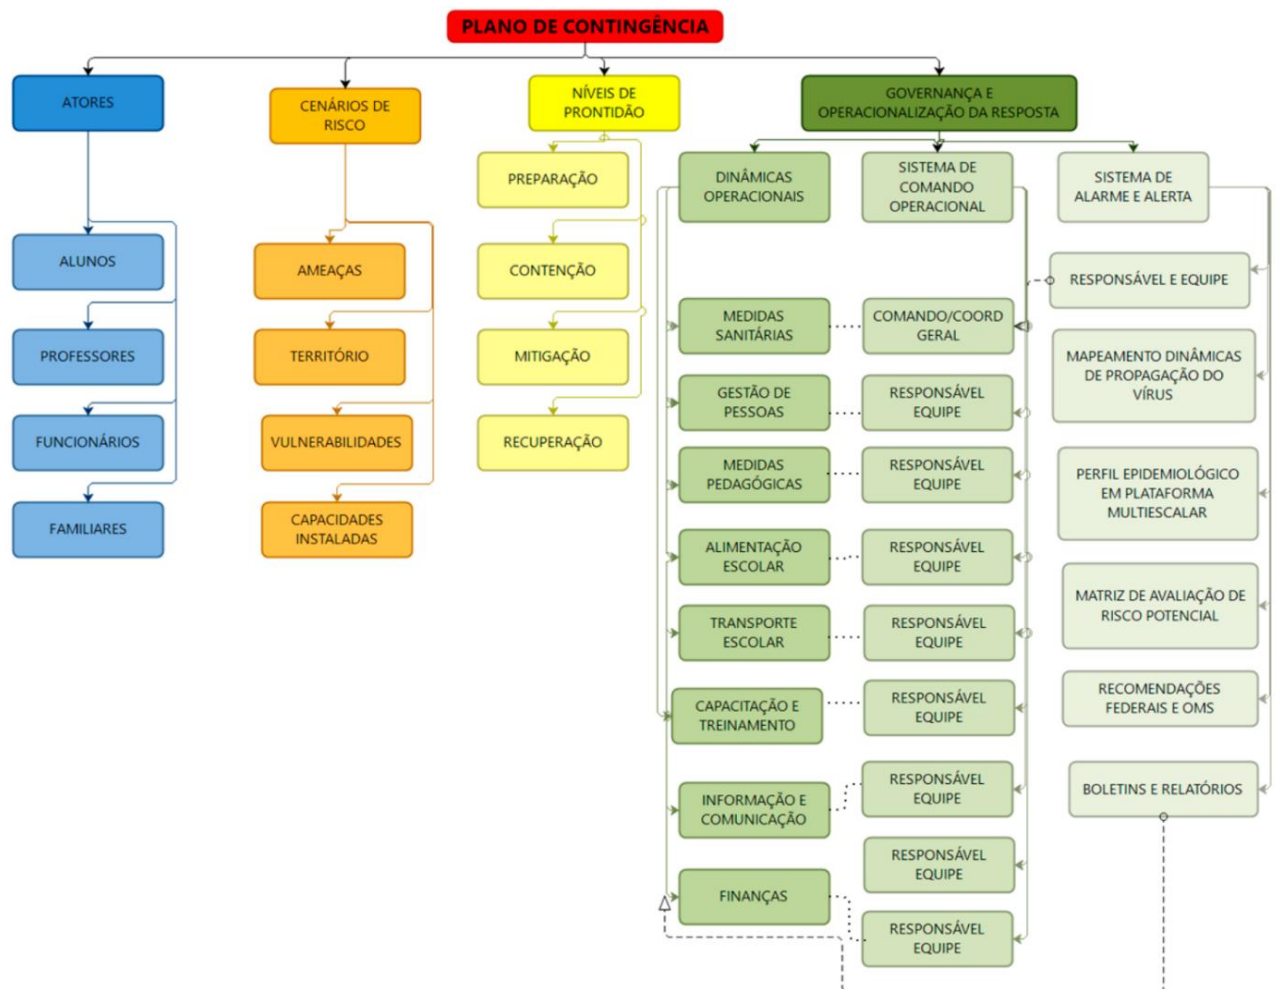 PLANO DE CONTINGÊNCIA
ATORES
ALUNOS
PROFESSORES
FUNCIONÁRIOS
FAMILIARES
CENÁRIOS DE
RISCO
AMEAÇAS
TERRITÓRIO
VULNERABILIDADES
CAPACIDADES
INSTALADAS
NÍVEIS DE
PRONTIDÃO
PREPARAÇÃO
CONTENÇÃO
MITIGAÇÃO
RECUPERAÇÃO
GOVERNANÇA E
OPERACIONALIZAÇÃO DA RESPOSTA
DINÂMICAS
OPERACIONAIS
MEDIDAS
SANITÁRIAS
GESTÃO DE
PESSOAS
MEDIDAS
PEDAGÓGICAS
ALIMENTAÇÃO
ESCOLAR
TRANSPORTE
ESCOLAR
CAPACITAÇÃO E
TREINAMENTO
INFORMAÇÃO E
COMUNICAÇÃO
FINANÇAS
SISTEMA DE
COMANDO
OPERACIONAL
COMANDO/COORD
GERAL
RESPONSÁVEL
EQUIPE
RESPONSÁVEL
EQUIPE
RESPONSÁVEL
EQUIPE
RESPONSÁVEL
EQUIPE
RESPONSÁVEL
EQUIPE
RESPONSÁVEL
EQUIPE
RESPONSÁVEL
EQUIPE
RESPONSÁVEL
EQUIPE
SISTEMA DE
ALARME E ALERTA
RESPONSÁVEL E EQUIPE
MAPEAMENTO DINÂMICAS
DE PROPAGAÇÃO DO
VÍRUS
PERFIL EPIDEMIOLÓGICO
EM PLATAFORMA
MULTIESCALAR
MATRIZ DE AVALIAÇÃO DE
RISCO POTENCIAL
RECOMENDAÇÕES
FEDERAIS E OMS
BOLETINS E RELATÓRIOS